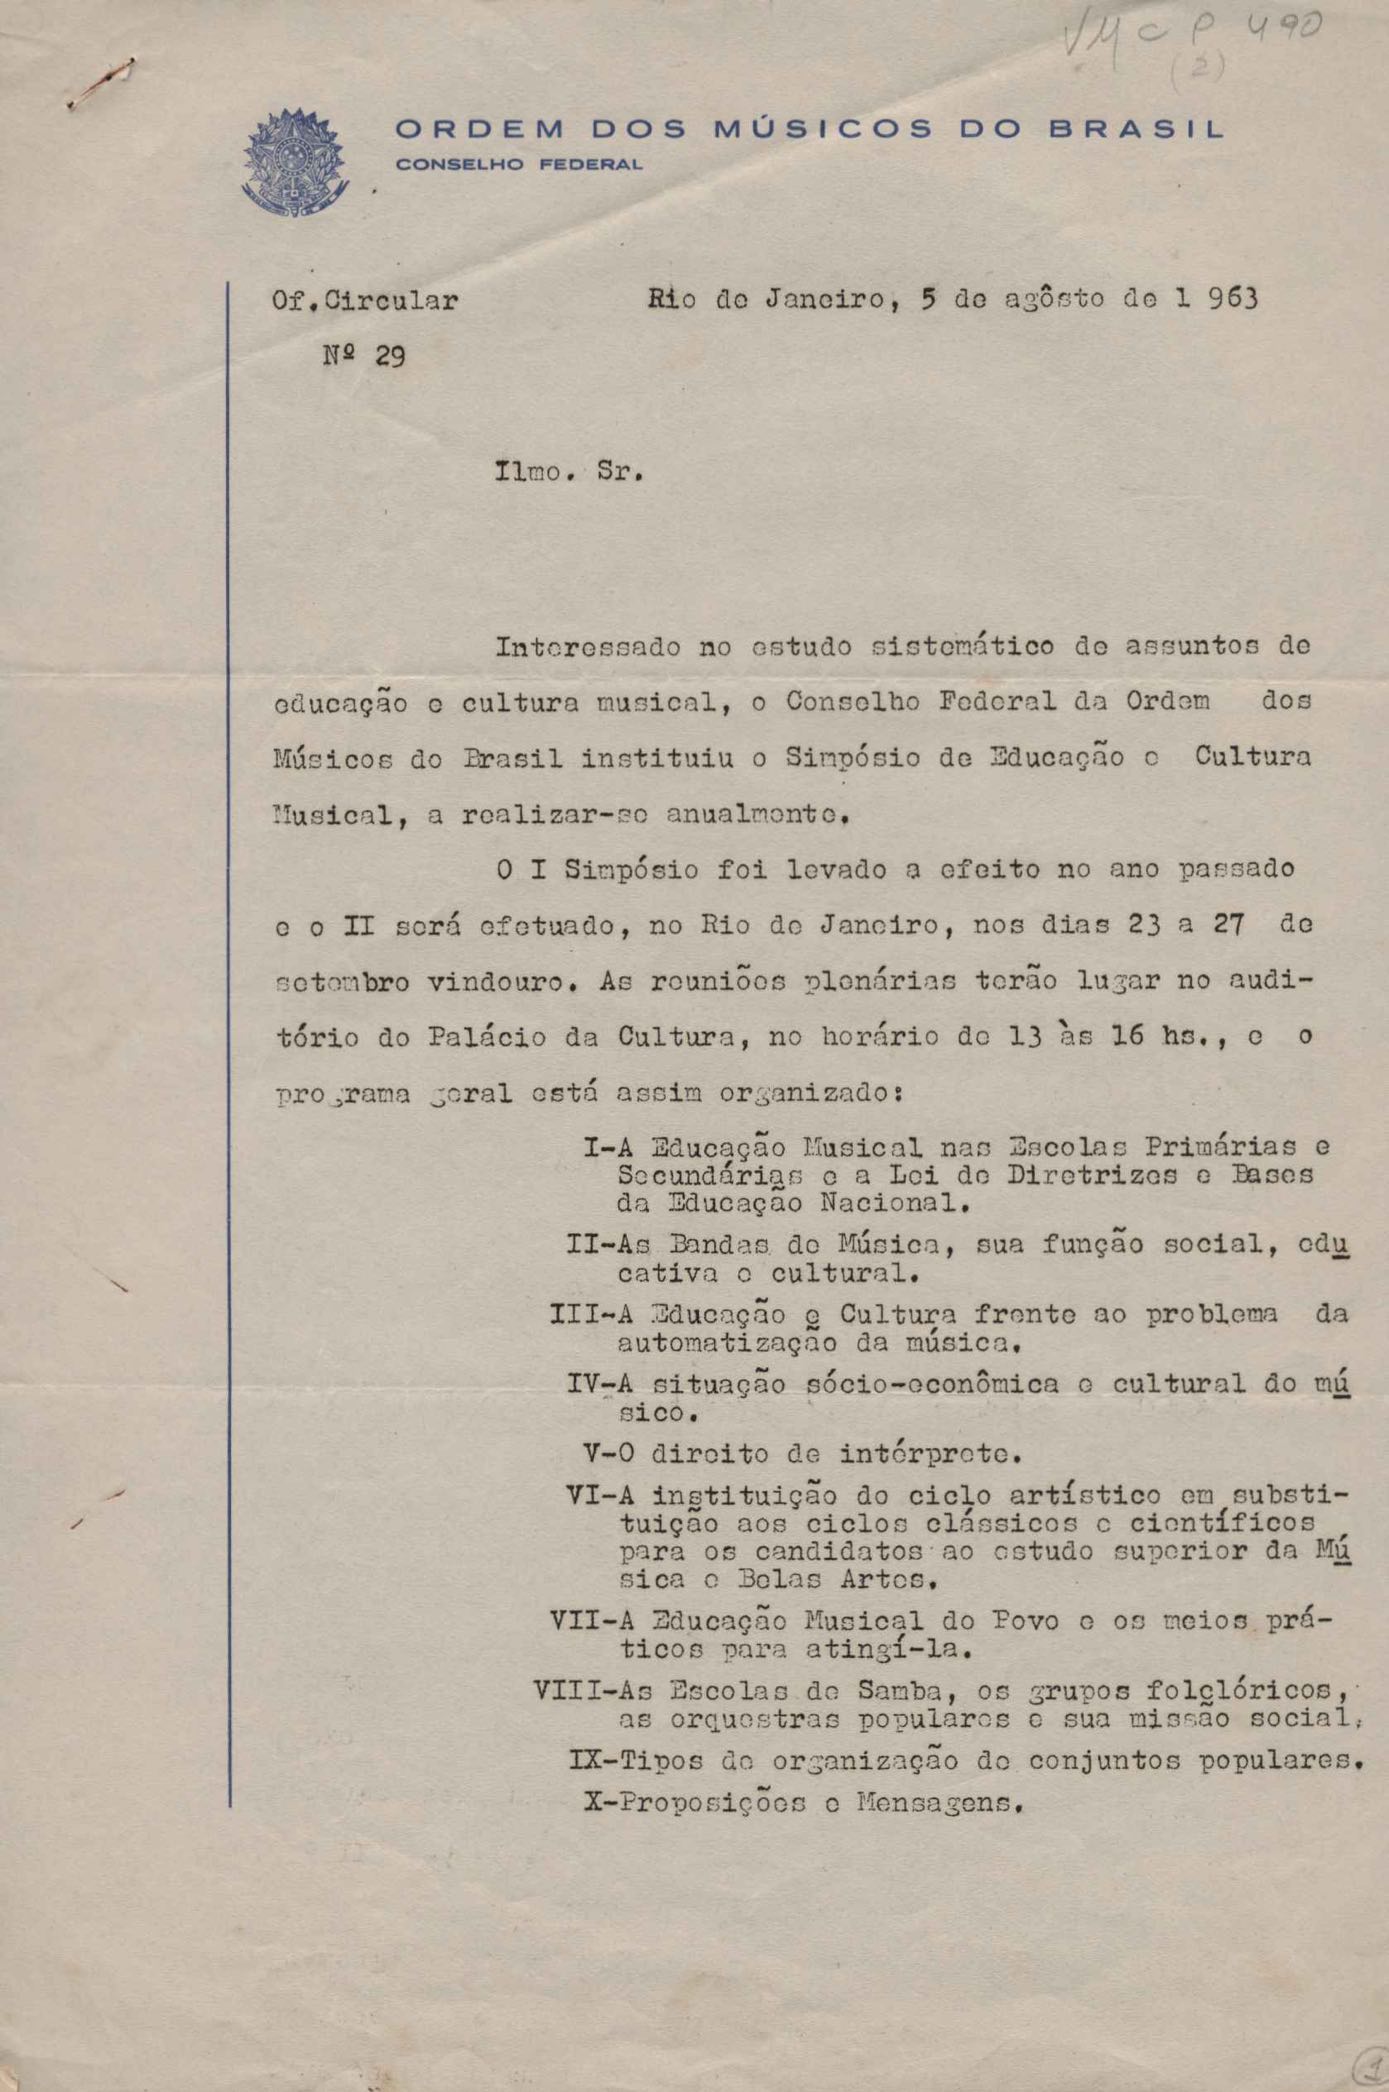 VMCP 490
(2)
ORDEM DOS MÚSICOS DO BRASIL
CONSELHO FEDERAL
Of.Circular Rio de Janeiro, 5 de agôsto de 1 963
Nº 29
Ilmo. Sr.
Interessado no estudo sistemático de assuntos de
educação e cultura musical, o Conselho Federal da Ordem dos
Músicos do Brasil instituiu o Simpósio de Educação e Cultura
Musical, a realizar-se anualmente.
O I Simpósio foi levado a efeito no ano passado
e o II será efetuado, no Rio de Janeiro, nos dias 23 a 27 de
setembro vindouro. As reuniões plenárias terão lugar no audi-
tório do Palácio da Cultura, no horário de 13 às 16 hs., e o
programa geral está assim organizado:
I-A Educação Musical nas Escolas Primárias e
Secundárias e a Lei de Diretrizes e Bases
da Educação Nacional.
II-As Bandas de Música, sua função social, edu
cativa e cultural.
III-A Educação e Cultura frente ao problema da
automatização da música.
IV-A situação sócio-econômica e cultural do mú
sico.
V-O direito de intérprete.
VI-A instituição do ciclo artístico em substi-
tuição aos ciclos clássicos e científicos
para os candidatos ao estudo superior da Mú
sica e Belas Artes.
VII-A Educação Musical do Povo e os meios prá-
ticos para atingí-la.
VIII-As Escolas de Samba, os grupos folclóricos,
as orquestras populares e sua missão social.
IX-Tipos de organização de conjuntos populares.
X-Proposições e Mensagens.
1